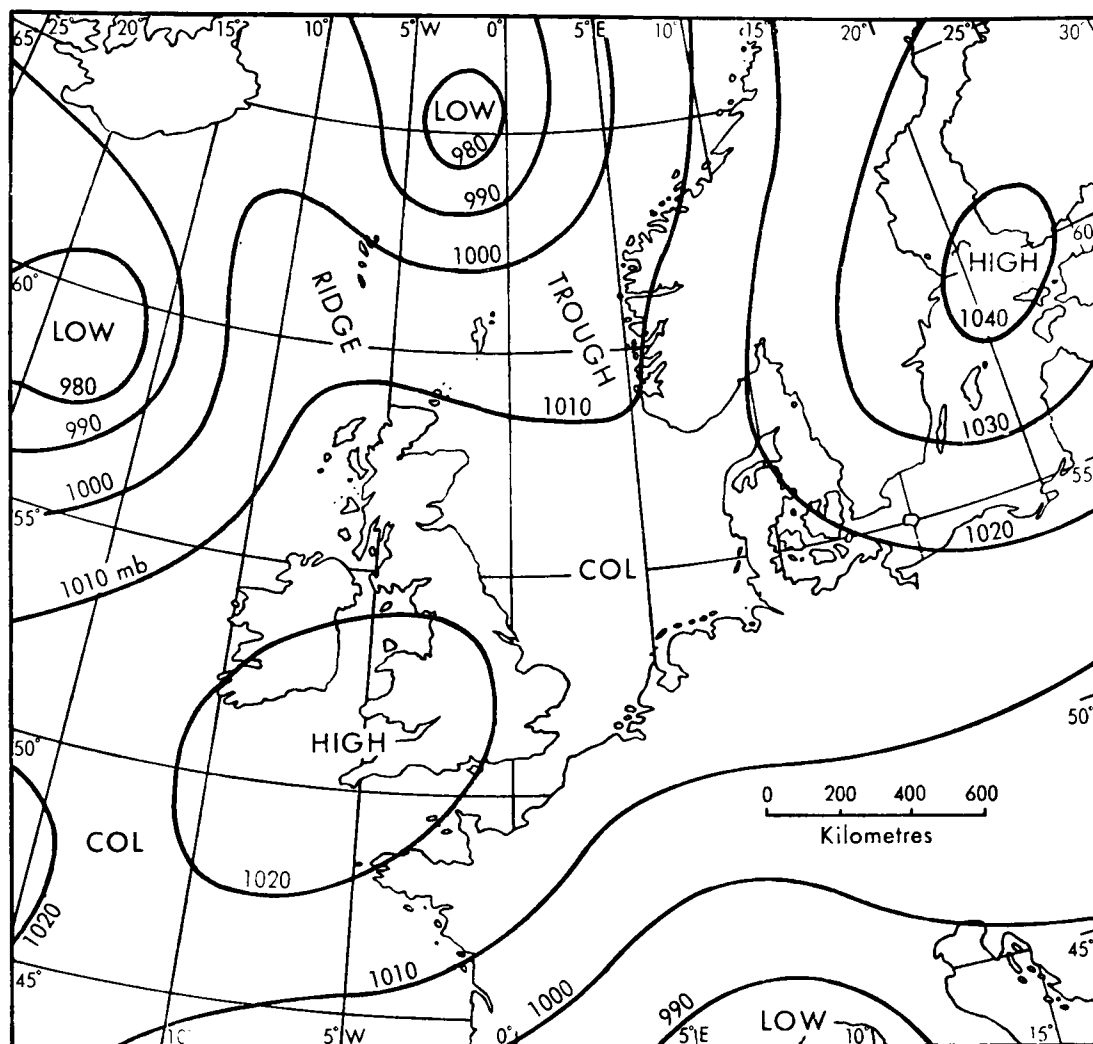 65°
25°
20°
15°
10°
5°W
0°
5°E
10°
15°
20°
25°
30°
LOW
980
990
1000
RIDGE
TROUGH
HIGH
1040
60°
60°
LOW
980
990
1010
1030
1000
55°
55°
1020
1010 mb
COL
HIGH
50°
50°
0 200 400 600
Kilometres
COL
1020
1020
45°
45°
1010
1000
990
LOW
10°
5°W
0°
5°E
10°
15°